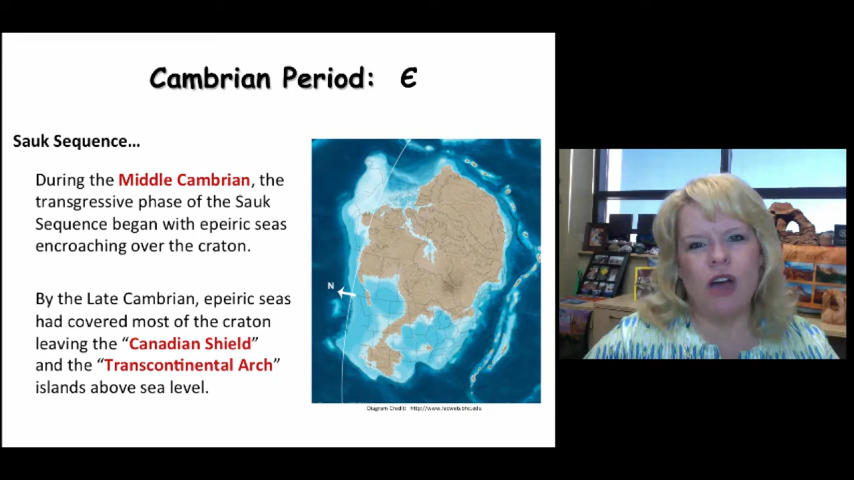 Cambrian Period: Є
Sauk Sequence...
During the Middle Cambrian, the
transgressive phase of the Sauk
Sequence began with epeiric seas
encroaching over the craton.
By the Late Cambrian, epeiric seas
had covered most of the craton
leaving the “Canadian Shield”
and the “Transcontinental Arch”
islands above sea level.
N
Diagram Credit: http://www.